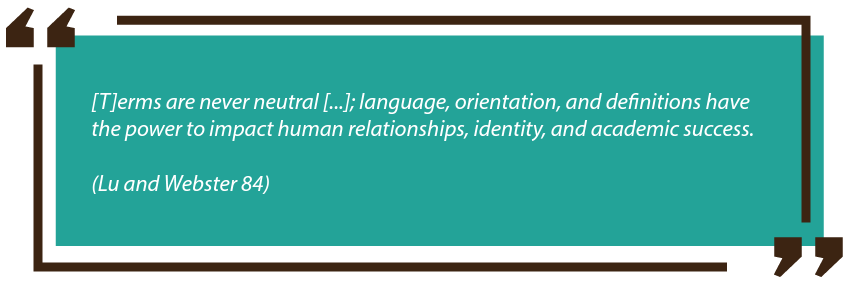 [T]erms are never neutral [...]; language, orientation, and definitions have
the power to impact human relationships, identity, and academic success.
(Lu and Webster 84)